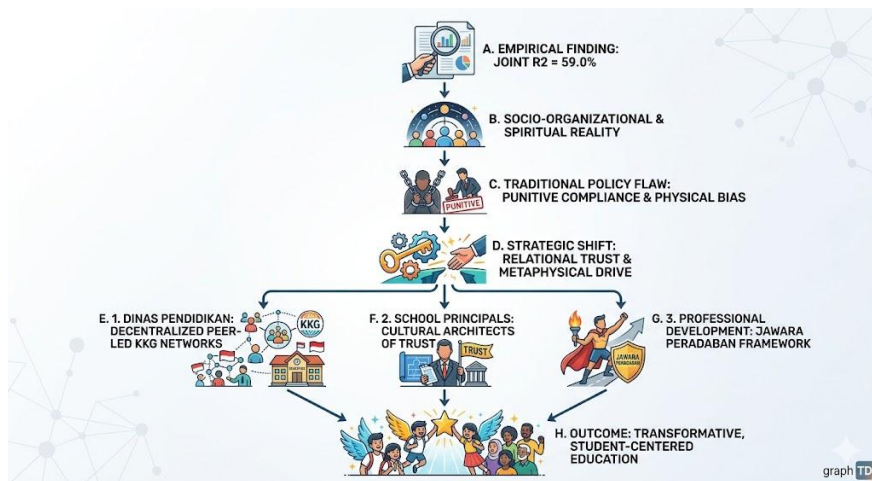 A. EMPIRICAL FINDING:
JOINT R2 = 59.0%
B. SOCIO-ORGANIZATIONAL &
SPIRITUAL REALITY
C. TRADITIONAL POLICY FLAW:
PUNITIVE COMPLIANCE & PHYSICAL BIAS
PUNITIVE
D. STRATEGIC SHIFT:
RELATIONAL TRUST &
METAPHYSICAL DRIVE
E. 1. DINAS PENDIDIKAN:
DECENTRALIZED PEER-
LED KKG NETWORKS
KKG
F. 2. SCHOOL PRINCIPALS:
CULTURAL ARCHITECTS
OF TRUST
TRUST
G. 3. PROFESSIONAL
DEVELOPMENT: JAWARA
PERADABAN FRAMEWORK
JAWARA
PERADABAN
H. OUTCOME: TRANSFORMATIVE,
STUDENT-CENTERED
EDUCATION
graph TD